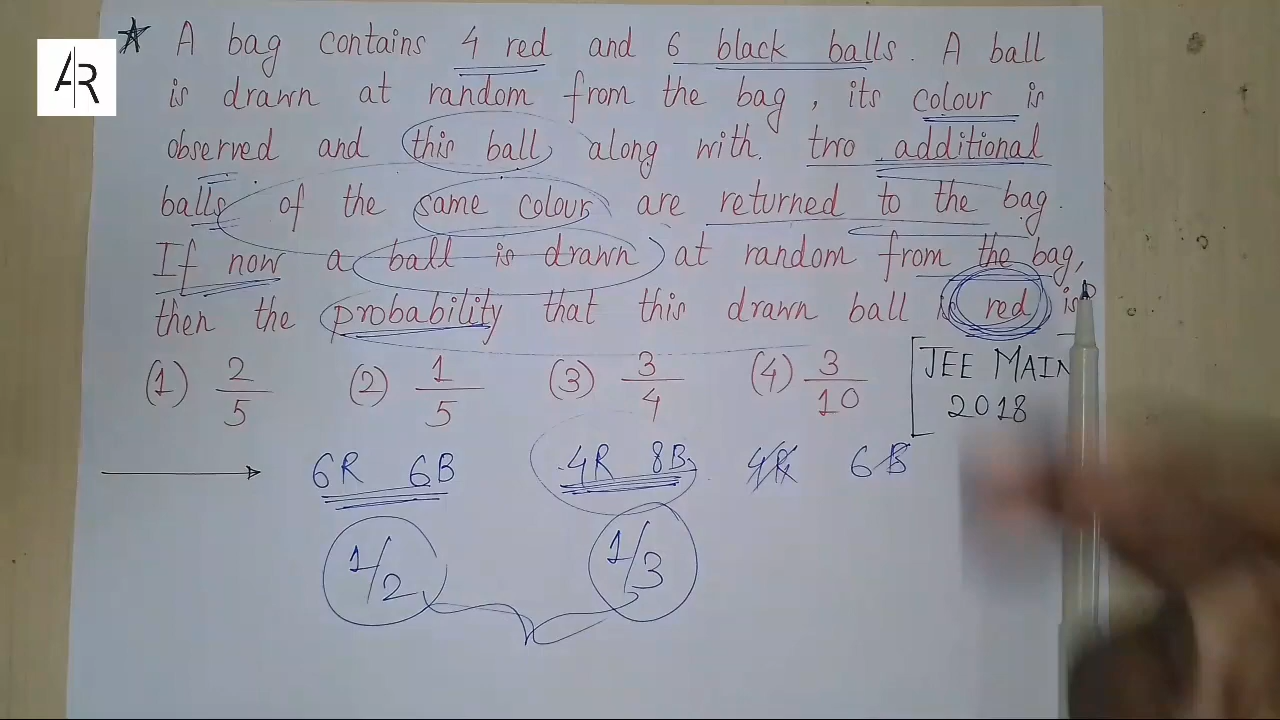 AR
★ A bag contains 4 red and 6 black balls. A ball
is drawn at random from the bag, its colour is
observed and this ball along with two additional
balls of the same colour are returned to the bag.
If now a ball is drawn at random from the bag,
then the probability that this drawn ball is red is
(1) 2/5 (2) 1/5 (3) 3/4 (4) 3/10
[JEE MAIN
2018
6R 6B 4R 8B 4R 6B
1/2 1/3